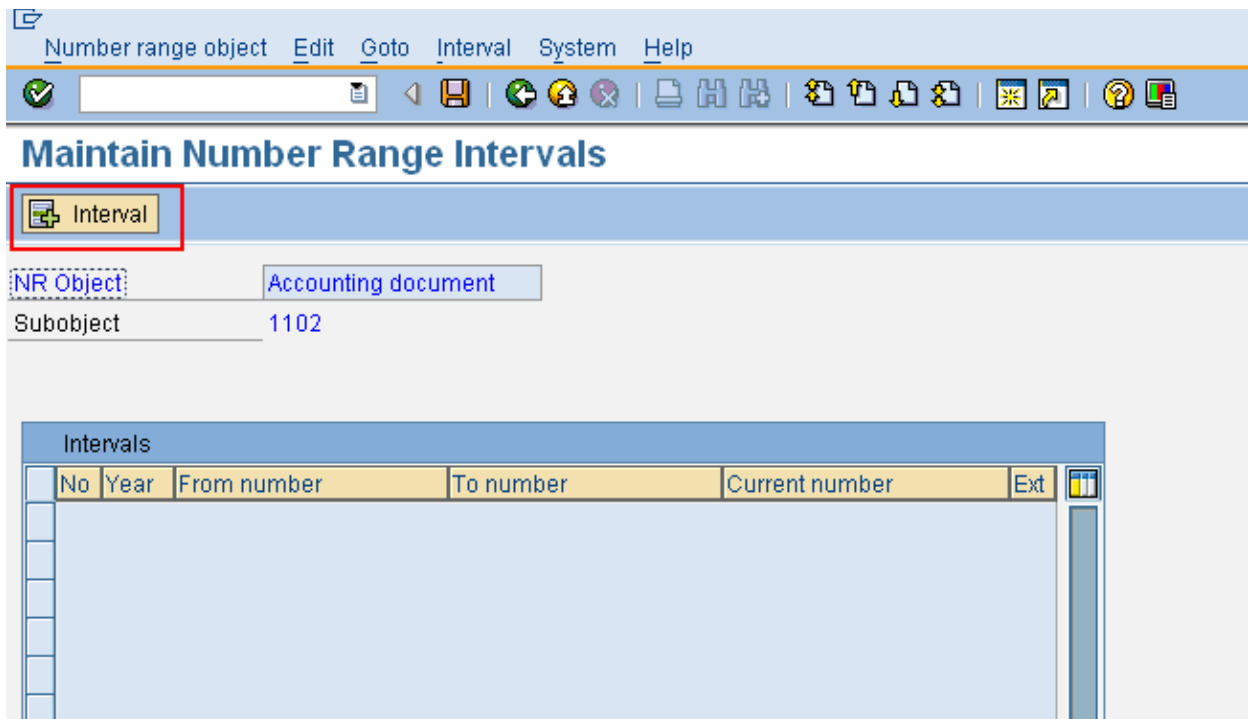 Number range object Edit Goto Interval System Help
Maintain Number Range Intervals
Interval
NR Object Accounting document
Subobject 1102
Intervals
No Year From number To number Current number Ext